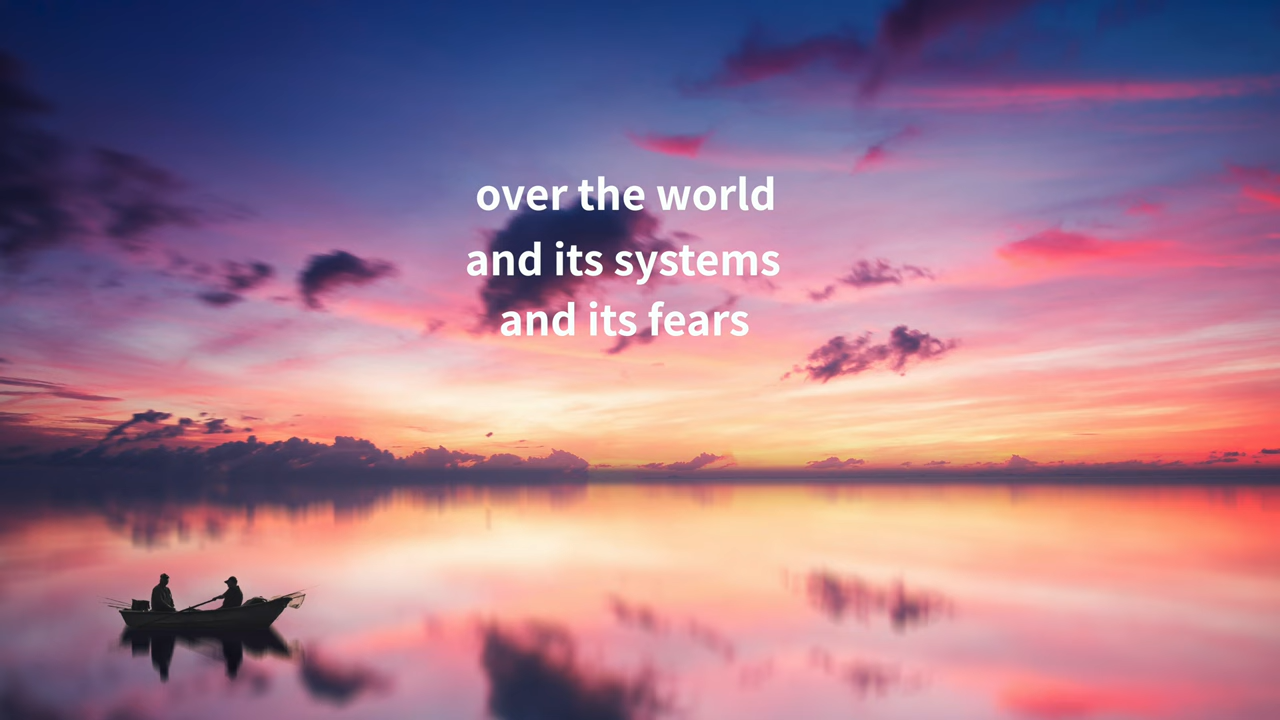 over the world
and its systems
and its fears